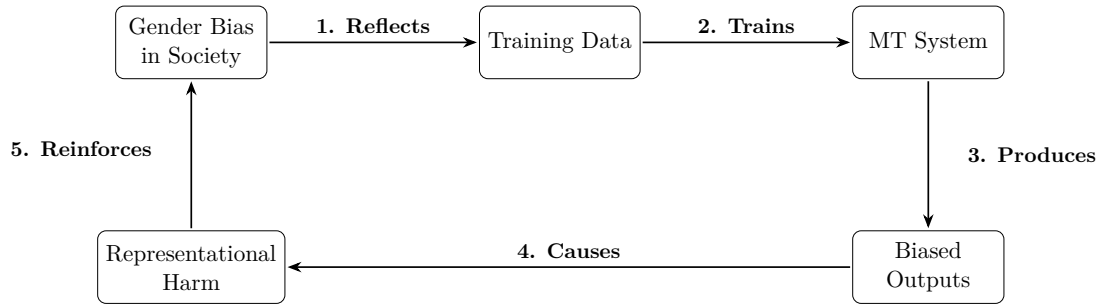 Gender Bias
in Society
1. Reflects
Training Data
2. Trains
MT System
5. Reinforces
3. Produces
Representational
Harm
4. Causes
Biased
Outputs